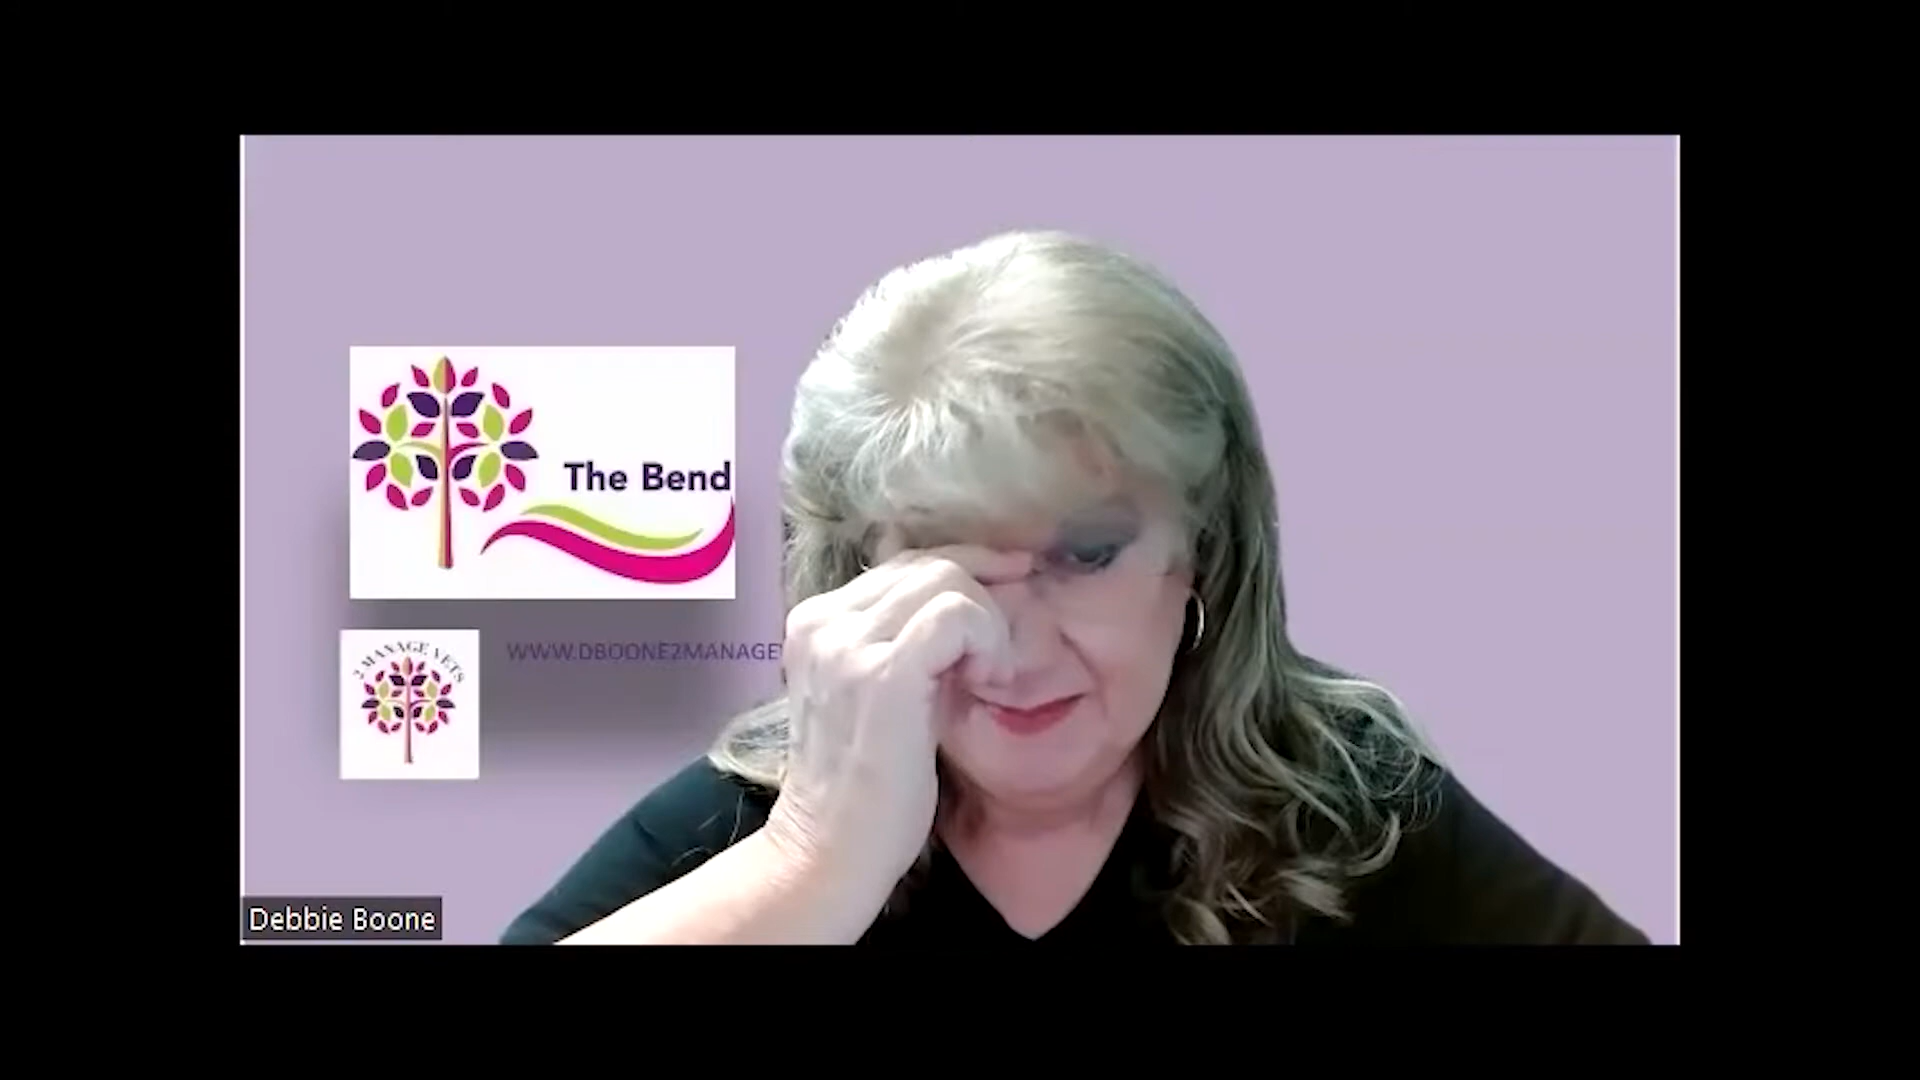 The Bend
2 MANAGE VETS
WWW.DBOONE2MANAGE
Debbie Boone